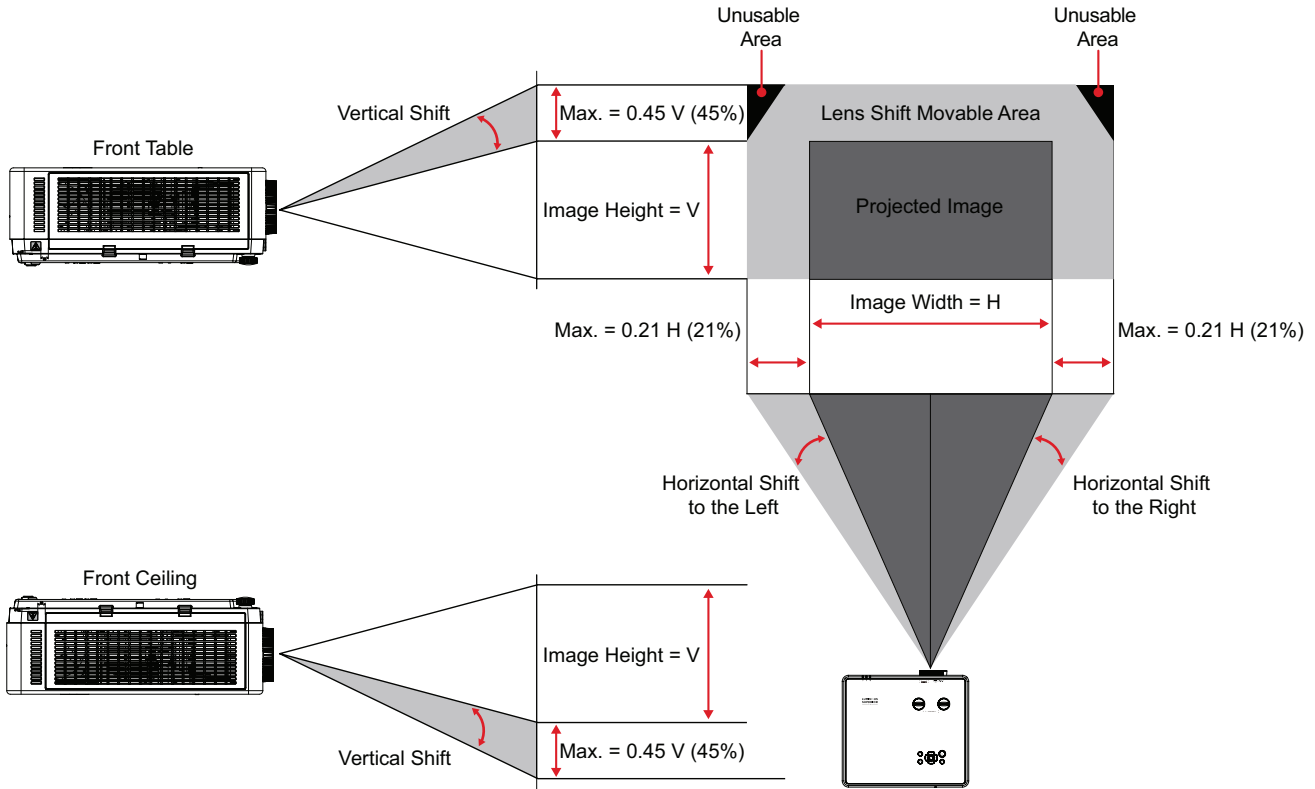 Unusable
Area
Unusable
Area
Vertical Shift
Max. = 0.45 V (45%)
Lens Shift Movable Area
Front Table
Image Height = V
Projected Image
Image Width = H
Max. = 0.21 H (21%)
Max. = 0.21 H (21%)
Horizontal Shift
to the Left
Horizontal Shift
to the Right
Front Ceiling
Image Height = V
Vertical Shift
Max. = 0.45 V (45%)